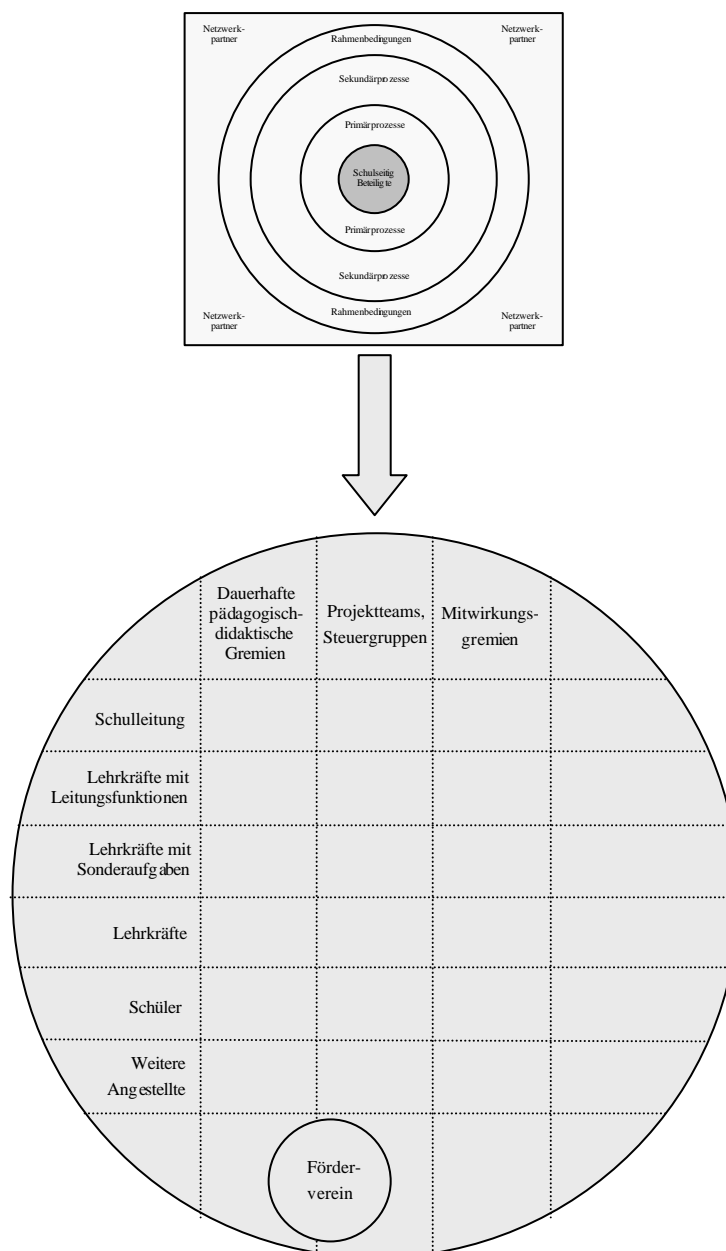 Netzwerk-
partner
Netzwerk-
partner
Rahmenbedingungen
Sekundärprozesse
Primärprozesse
Schulseitig
Beteiligte
Primärprozesse
Sekundärprozesse
Rahmenbedingungen
Netzwerk-
partner
Netzwerk-
partner
Dauerhafte
pädagogisch-
didaktische
Gremien
Projektteams,
Steuergruppen
Mitwirkungs-
gremien
Schulleitung
Lehrkräfte mit
Leitungsfunktionen
Lehrkräfte mit
Sonderaufgaben
Lehrkräfte
Schüler
Weitere
Angestellte
Förder-
verein